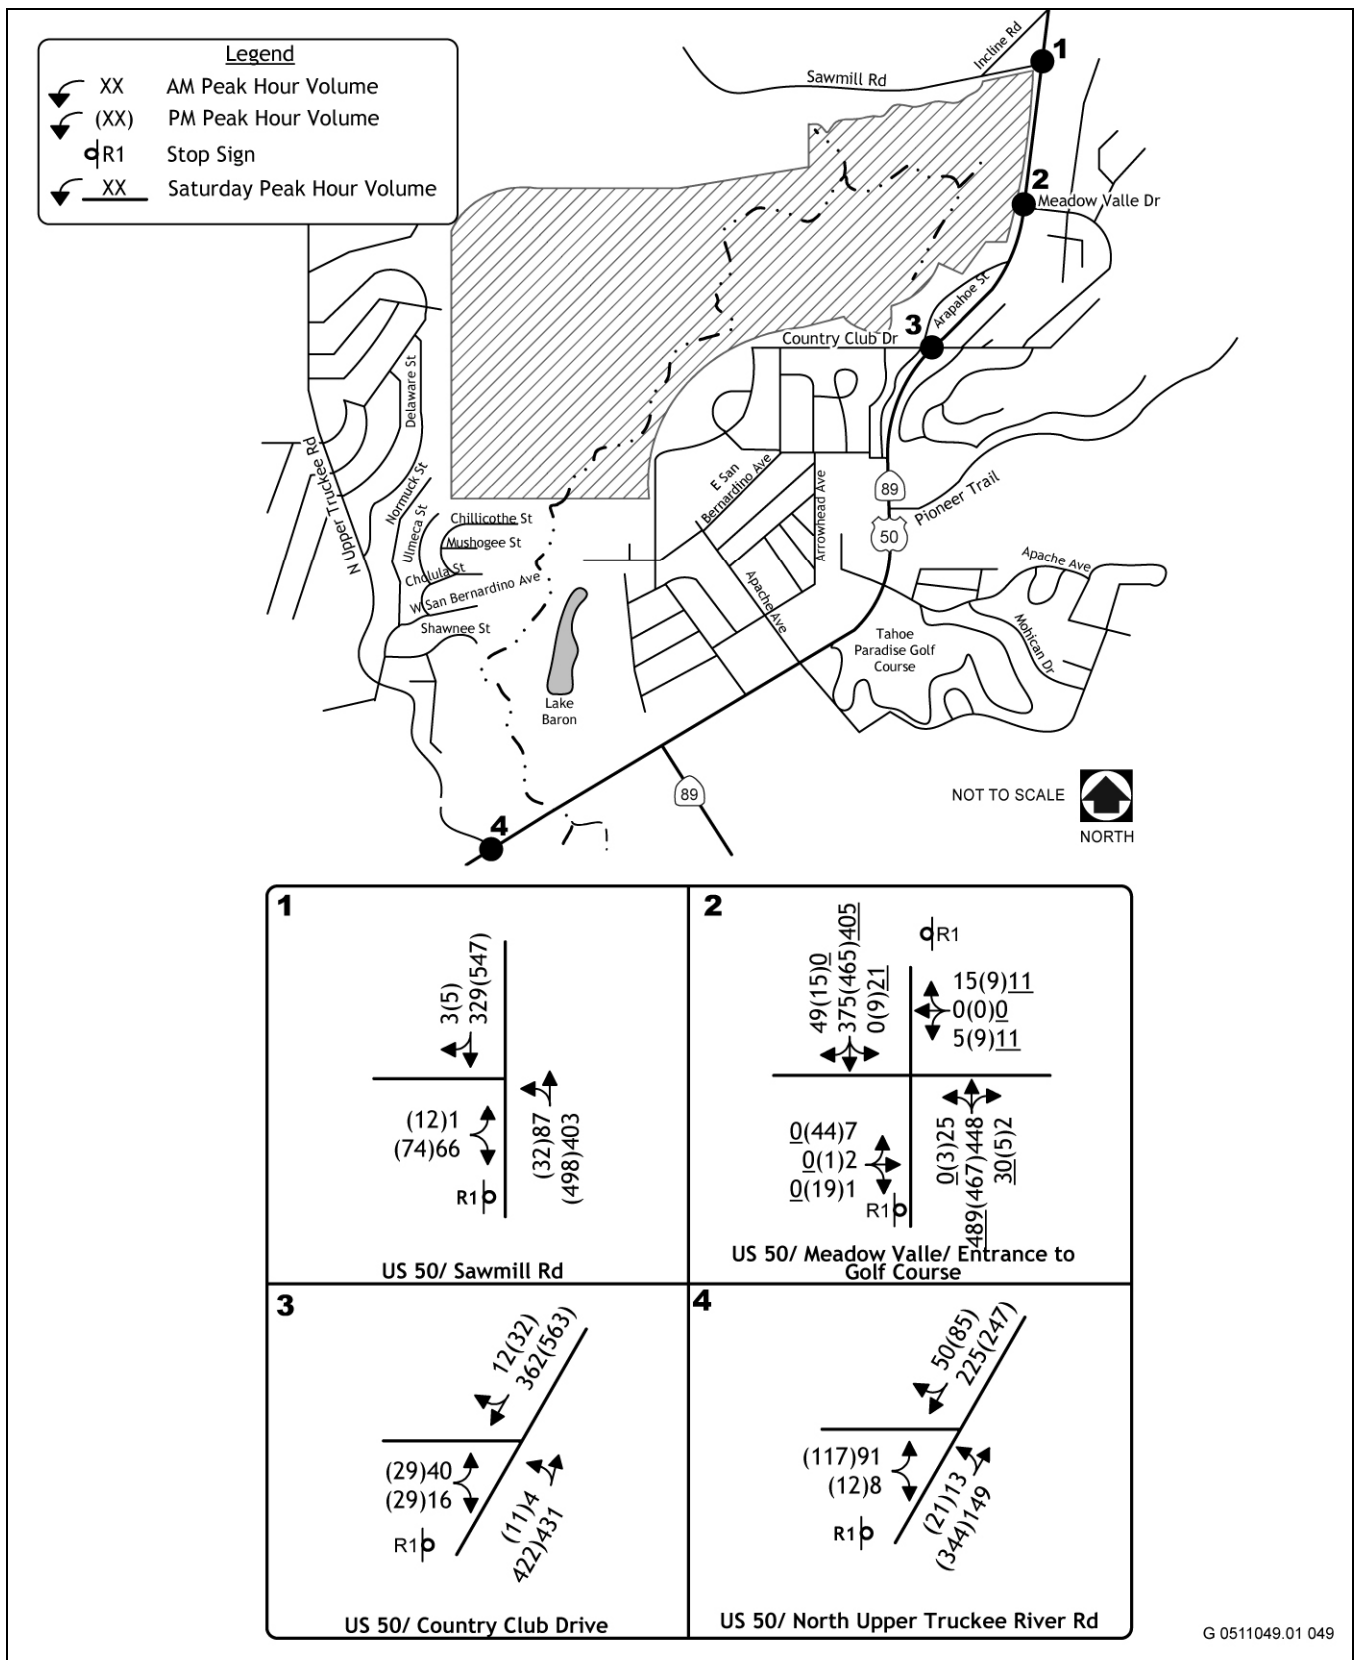 Legend
XX AM Peak Hour Volume
(XX) PM Peak Hour Volume
R1 Stop Sign
XX Saturday Peak Hour Volume
Incline Rd
1
Sawmill Rd
2
Meadow Valle Dr
Arapahoe St
3
Country Club Dr
Delaware St
N Upper Truckee Rd
Normuck St
Ulmeca St
Chillicothe St
Mushogee St
Cholula St
W San Bernardino Ave
Shawnee St
E San
Bernardino Ave
Arrowhead Ave
Apache Ave
89
Pioneer Trail
50
Apache Ave
Mohican Dr
Tahoe
Paradise Golf
Course
Lake
Baron
89
4
NOT TO SCALE
NORTH
1
3(5)
329(547)
(12)1
(74)66
(32)87
(498)403
R1
US 50/ Sawmill Rd
2
49(15)0
375(465)405
0(9)21
R1
15(9)11
0(0)0
5(9)11
0(44)7
0(1)2
0(19)1
R1
0(3)25
489(467)448
30(5)2
US 50/ Meadow Valle/ Entrance to
Golf Course
3
12(32)
362(563)
(29)40
(29)16
(11)4
422)431
R1
US 50/ Country Club Drive
4
50(85)
225(247)
(117)91
(12)8
(21)13
(344)149
R1
US 50/ North Upper Truckee River Rd
G 0511049.01 049